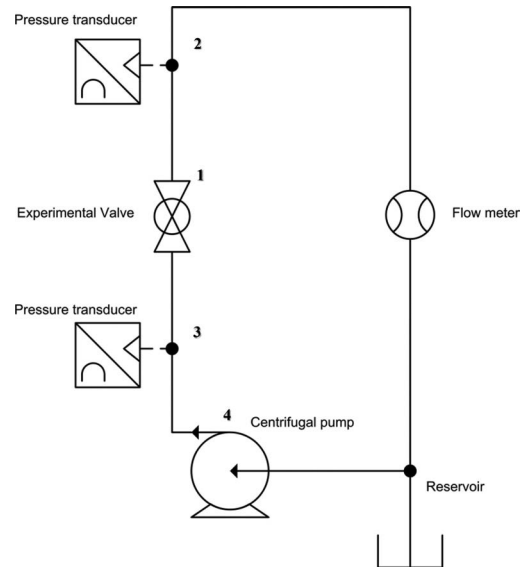 Pressure transducer
2
1
Experimental Valve
Flow meter
Pressure transducer
3
4
Centrifugal pump
Reservoir